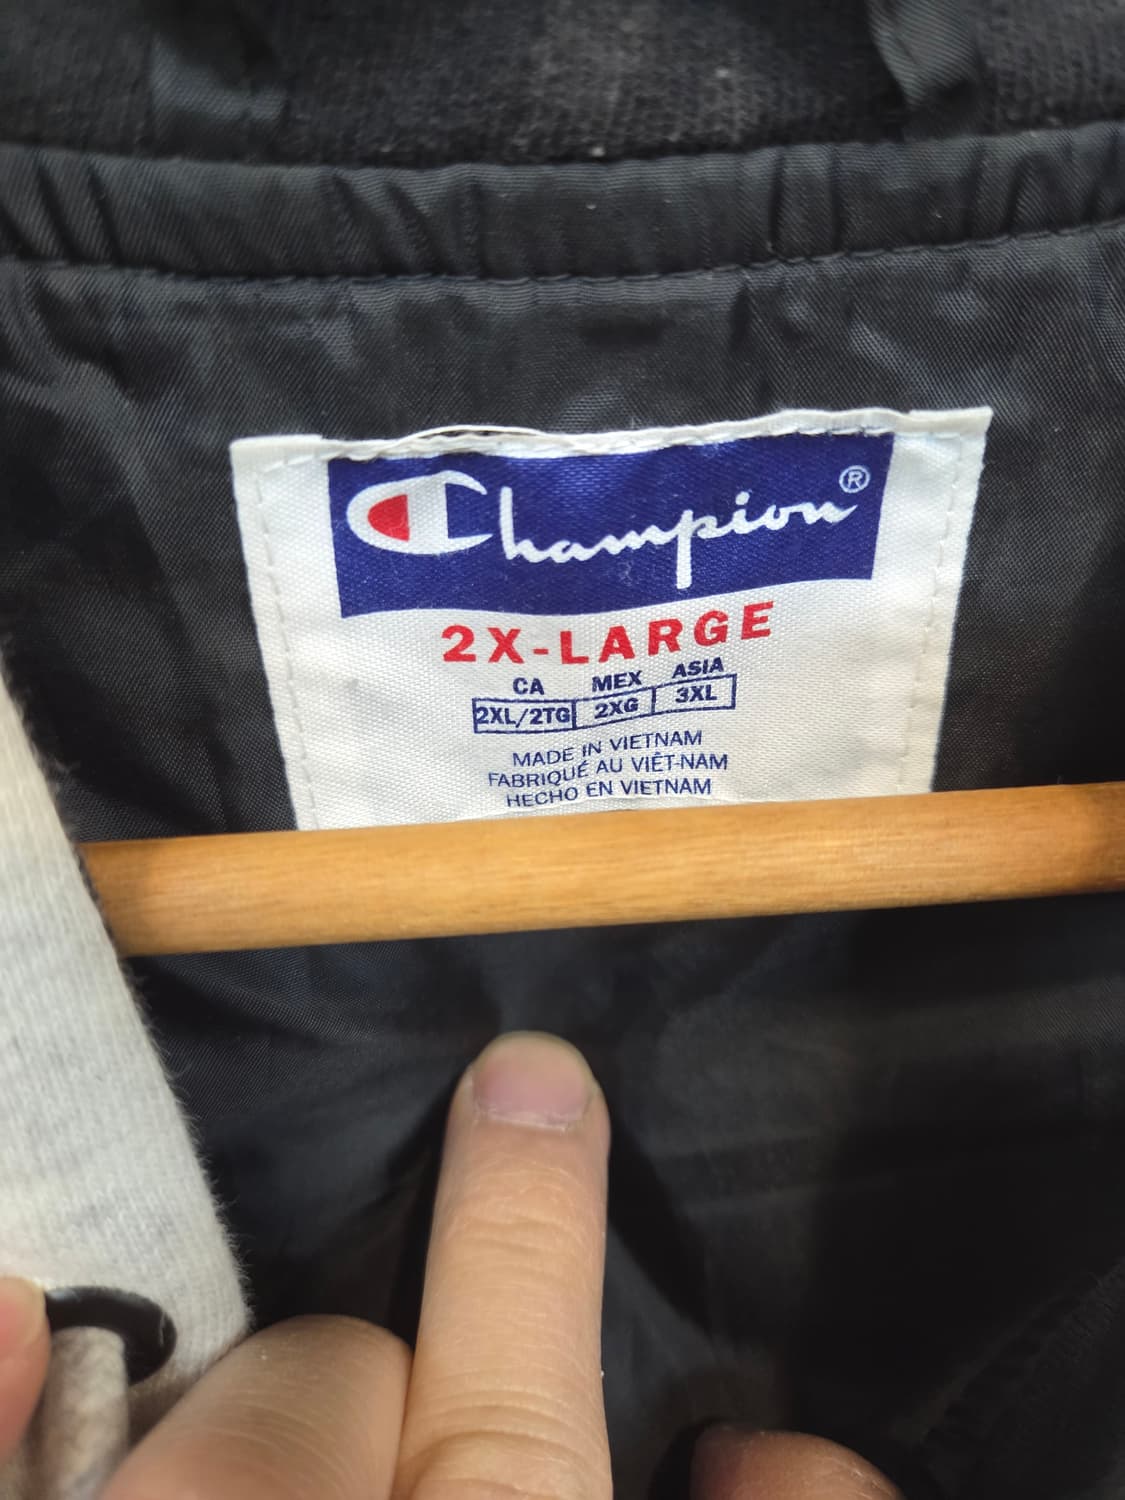 Champion®
2X-LARGE
CA MEX ASIA
2XL/2TG 2XG 3XL
MADE IN VIETNAM
FABRIQUÉ AU VIÊT-NAM
HECHO EN VIETNAM